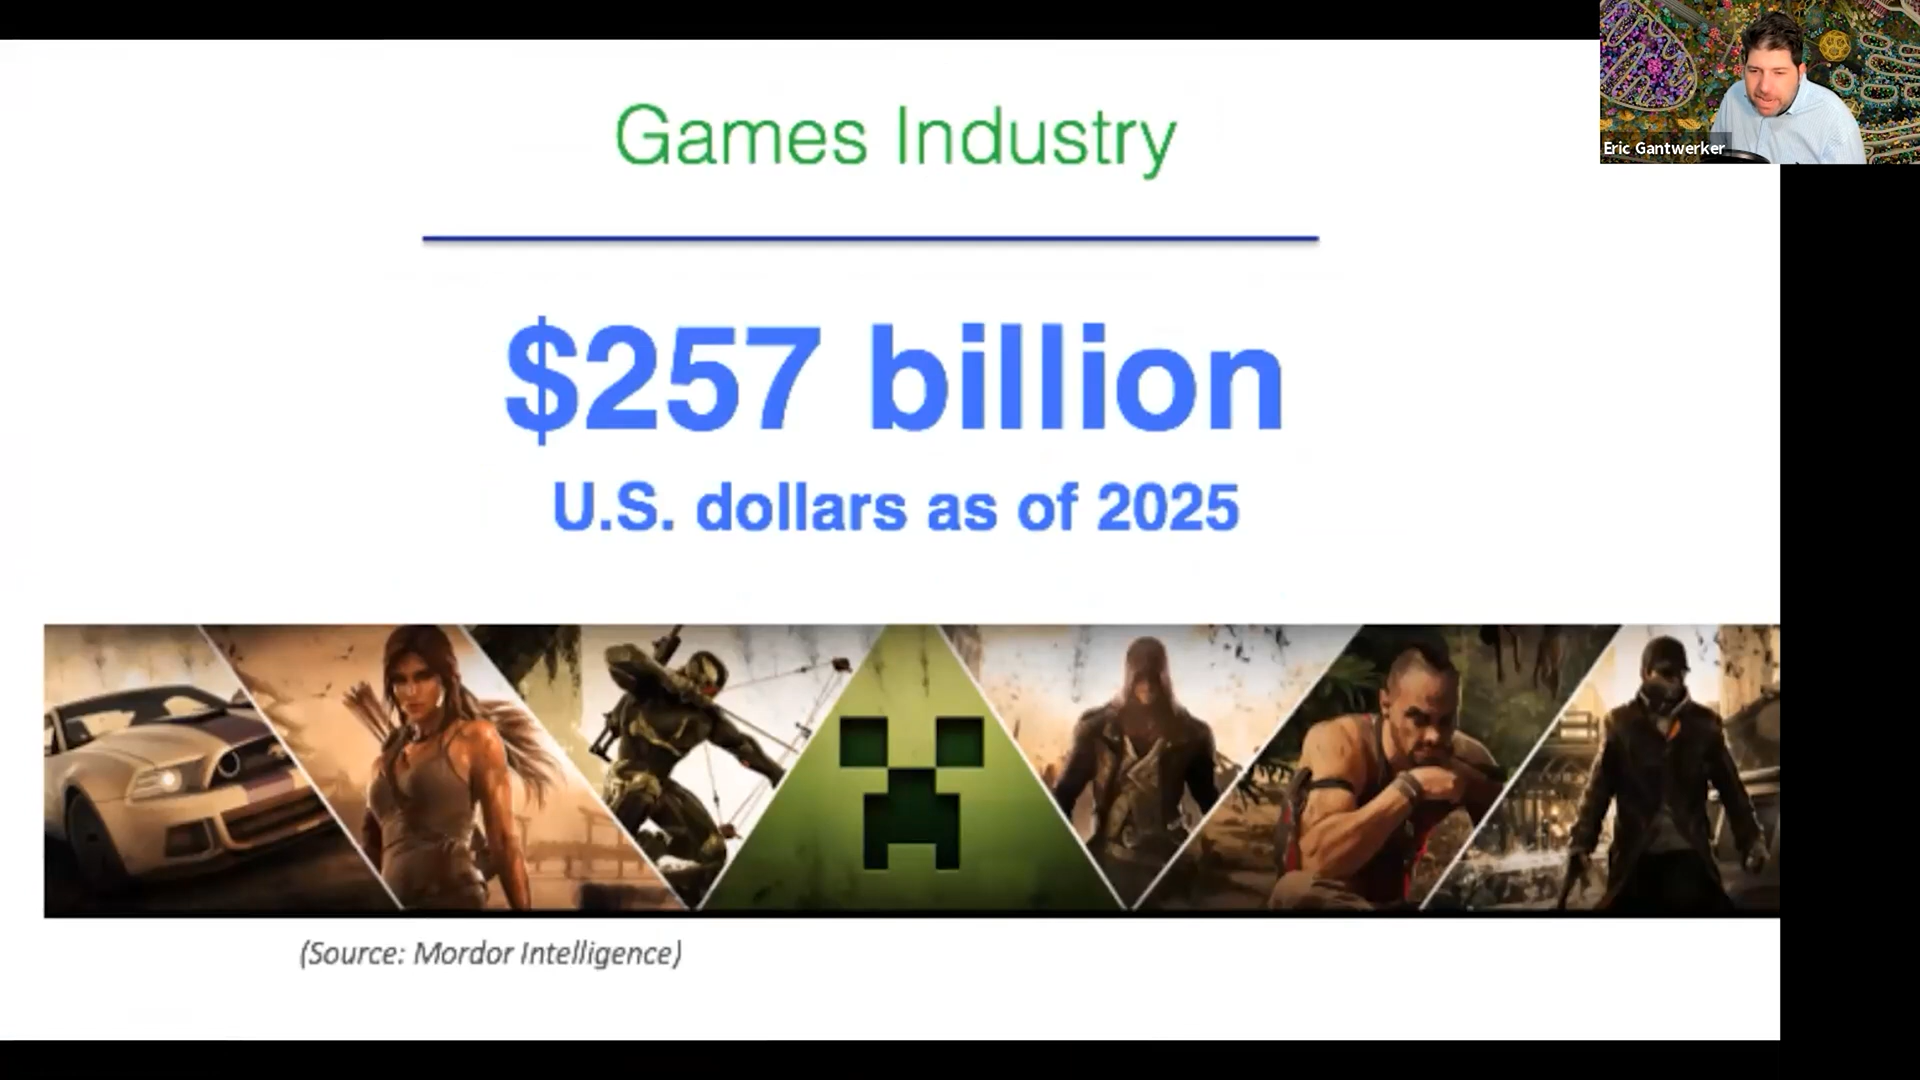 Games Industry
$257 billion
U.S. dollars as of 2025
(Source: Mordor Intelligence)
Eric Gantwerker